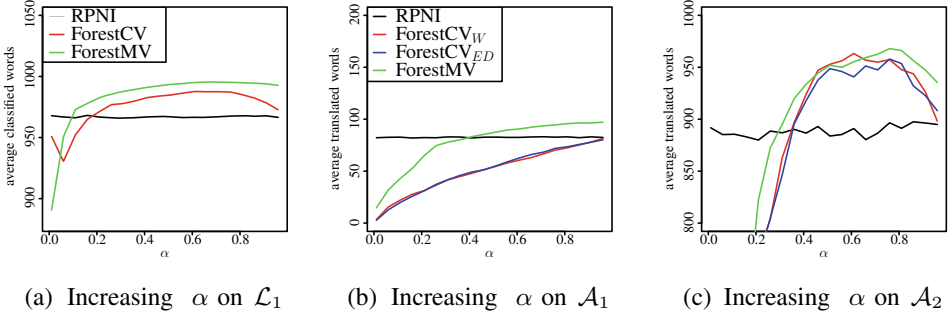 (a)
average classified words
1050
1000
950
900
RPNI
ForestCV
ForestMV
0.0 0.2 0.4 0.6 0.8
α
(a) Increasing α on ℒ₁
average translated words
200
150
100
50
0
RPNI
ForestCV_W
ForestCV_ED
ForestMV
0.0 0.2 0.4 0.6 0.8
α
(b) Increasing α on 𝒜₁
average translated words
1000
950
900
850
800
0.0 0.2 0.4 0.6 0.8
α
(c) Increasing α on 𝒜₂